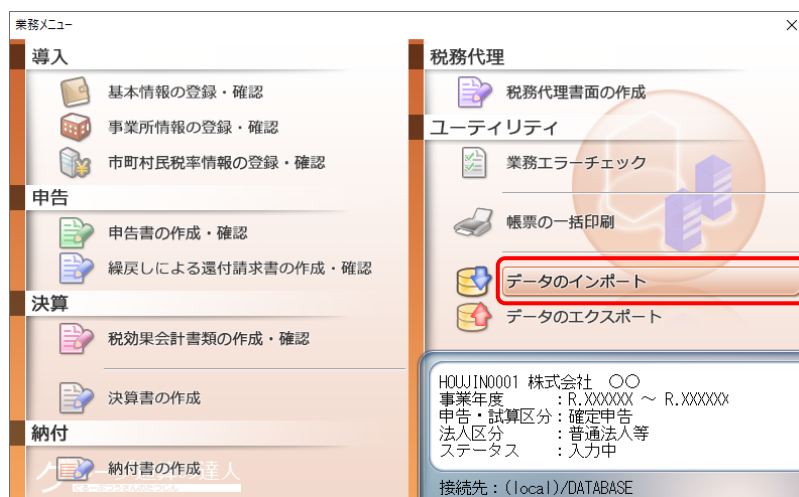 業務メニュー
導入
基本情報の登録・確認
事業所情報の登録・確認
市町村民税率情報の登録・確認
申告
申告書の作成・確認
繰戻しによる還付請求書の作成・確認
決算
税効果会計書類の作成・確認
決算書の作成
納付
納付書の作成
税務代理
税務代理書面の作成
ユーティリティ
業務エラーチェック
帳票の一括印刷
データのインポート
データのエクスポート
HOUJIN0001 株式会社 〇〇
事業年度 :R.XXXXXX ~ R.XXXXXX
申告・試算区分:確定申告
法人区分 :普通法人等
ステータス :入力中
接続先:(local)/DATABASE